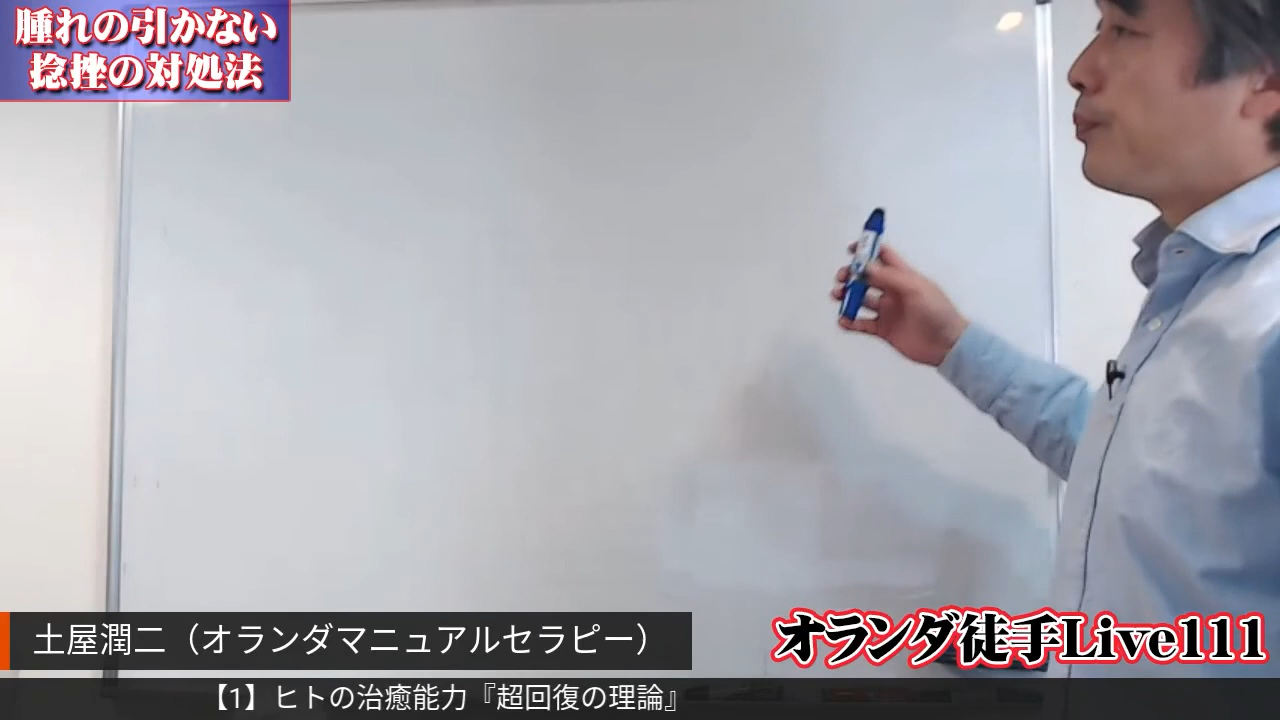 腫れの引かない
捻挫の対処法
土屋潤二（オランダマニュアルセラピー）
オランダ徒手Live111
【1】ヒトの治癒能力『超回復の理論』